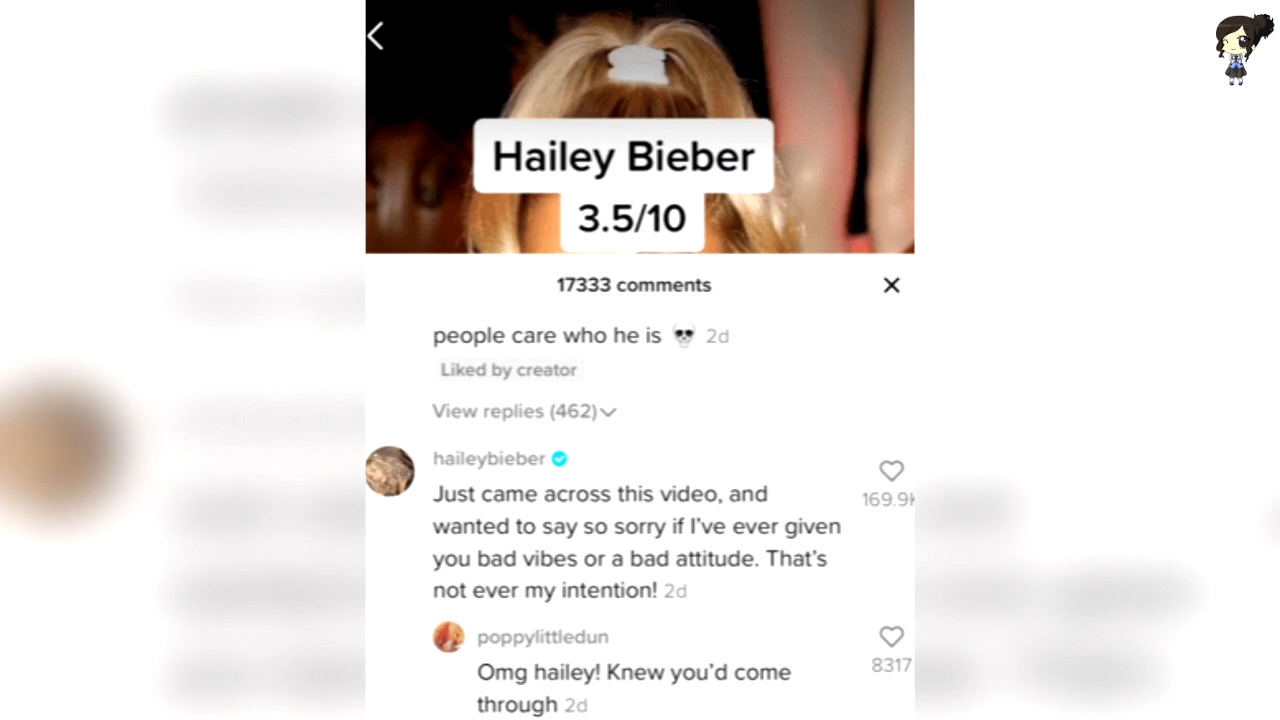 Hailey Bieber
3.5/10
17333 comments
people care who he is 💀 2d
Liked by creator
View replies (462)
haileybieber
Just came across this video, and
wanted to say so sorry if I've ever given
you bad vibes or a bad attitude. That's
not ever my intention! 2d
169.9K
poppylittledun
Omg hailey! Knew you'd come
through 2d
8317